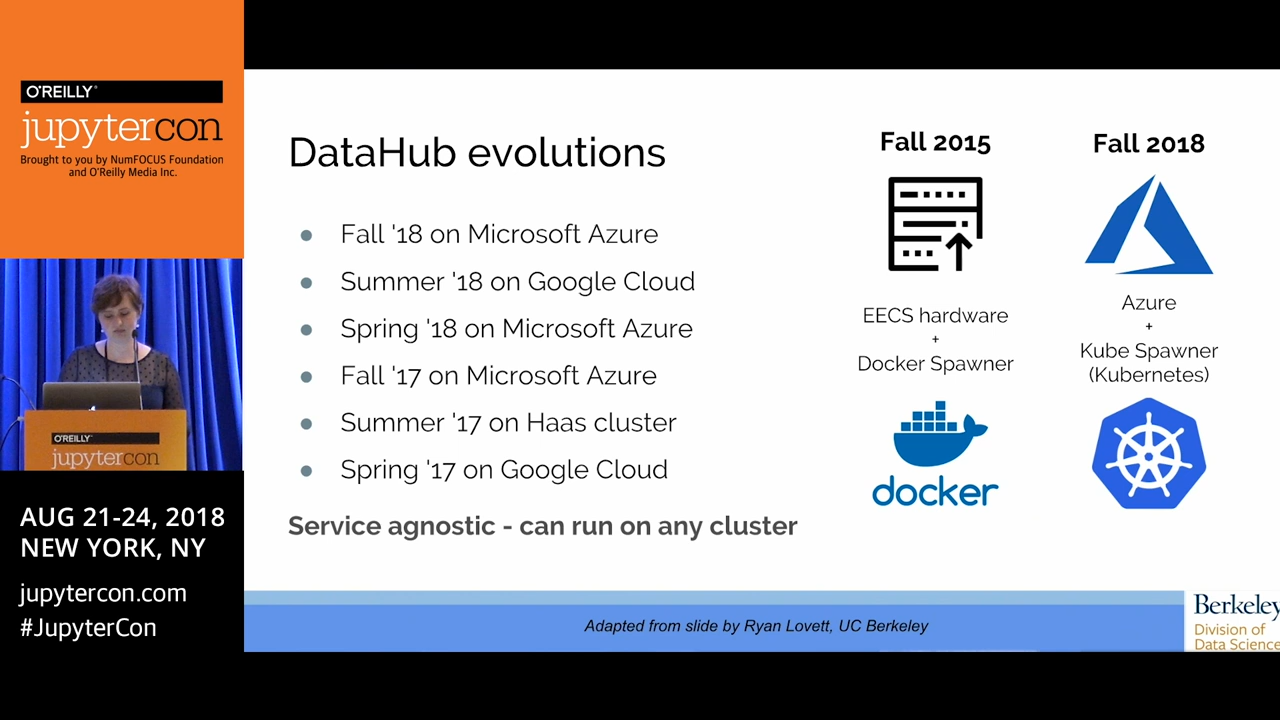 O'REILLY®
jupytercon
Brought to you by NumFOCUS Foundation
and O'Reilly Media Inc.
O'REILLY
jupytercon
AUG 21-24, 2018
NEW YORK, NY
jupytercon.com
#JupyterCon
DataHub evolutions
● Fall '18 on Microsoft Azure
● Summer '18 on Google Cloud
● Spring '18 on Microsoft Azure
● Fall '17 on Microsoft Azure
● Summer '17 on Haas cluster
● Spring '17 on Google Cloud
Service agnostic - can run on any cluster
Fall 2015
EECS hardware
+
Docker Spawner
docker
Fall 2018
Azure
+
Kube Spawner
(Kubernetes)
Adapted from slide by Ryan Lovett, UC Berkeley
Berkeley
Division of
Data Science